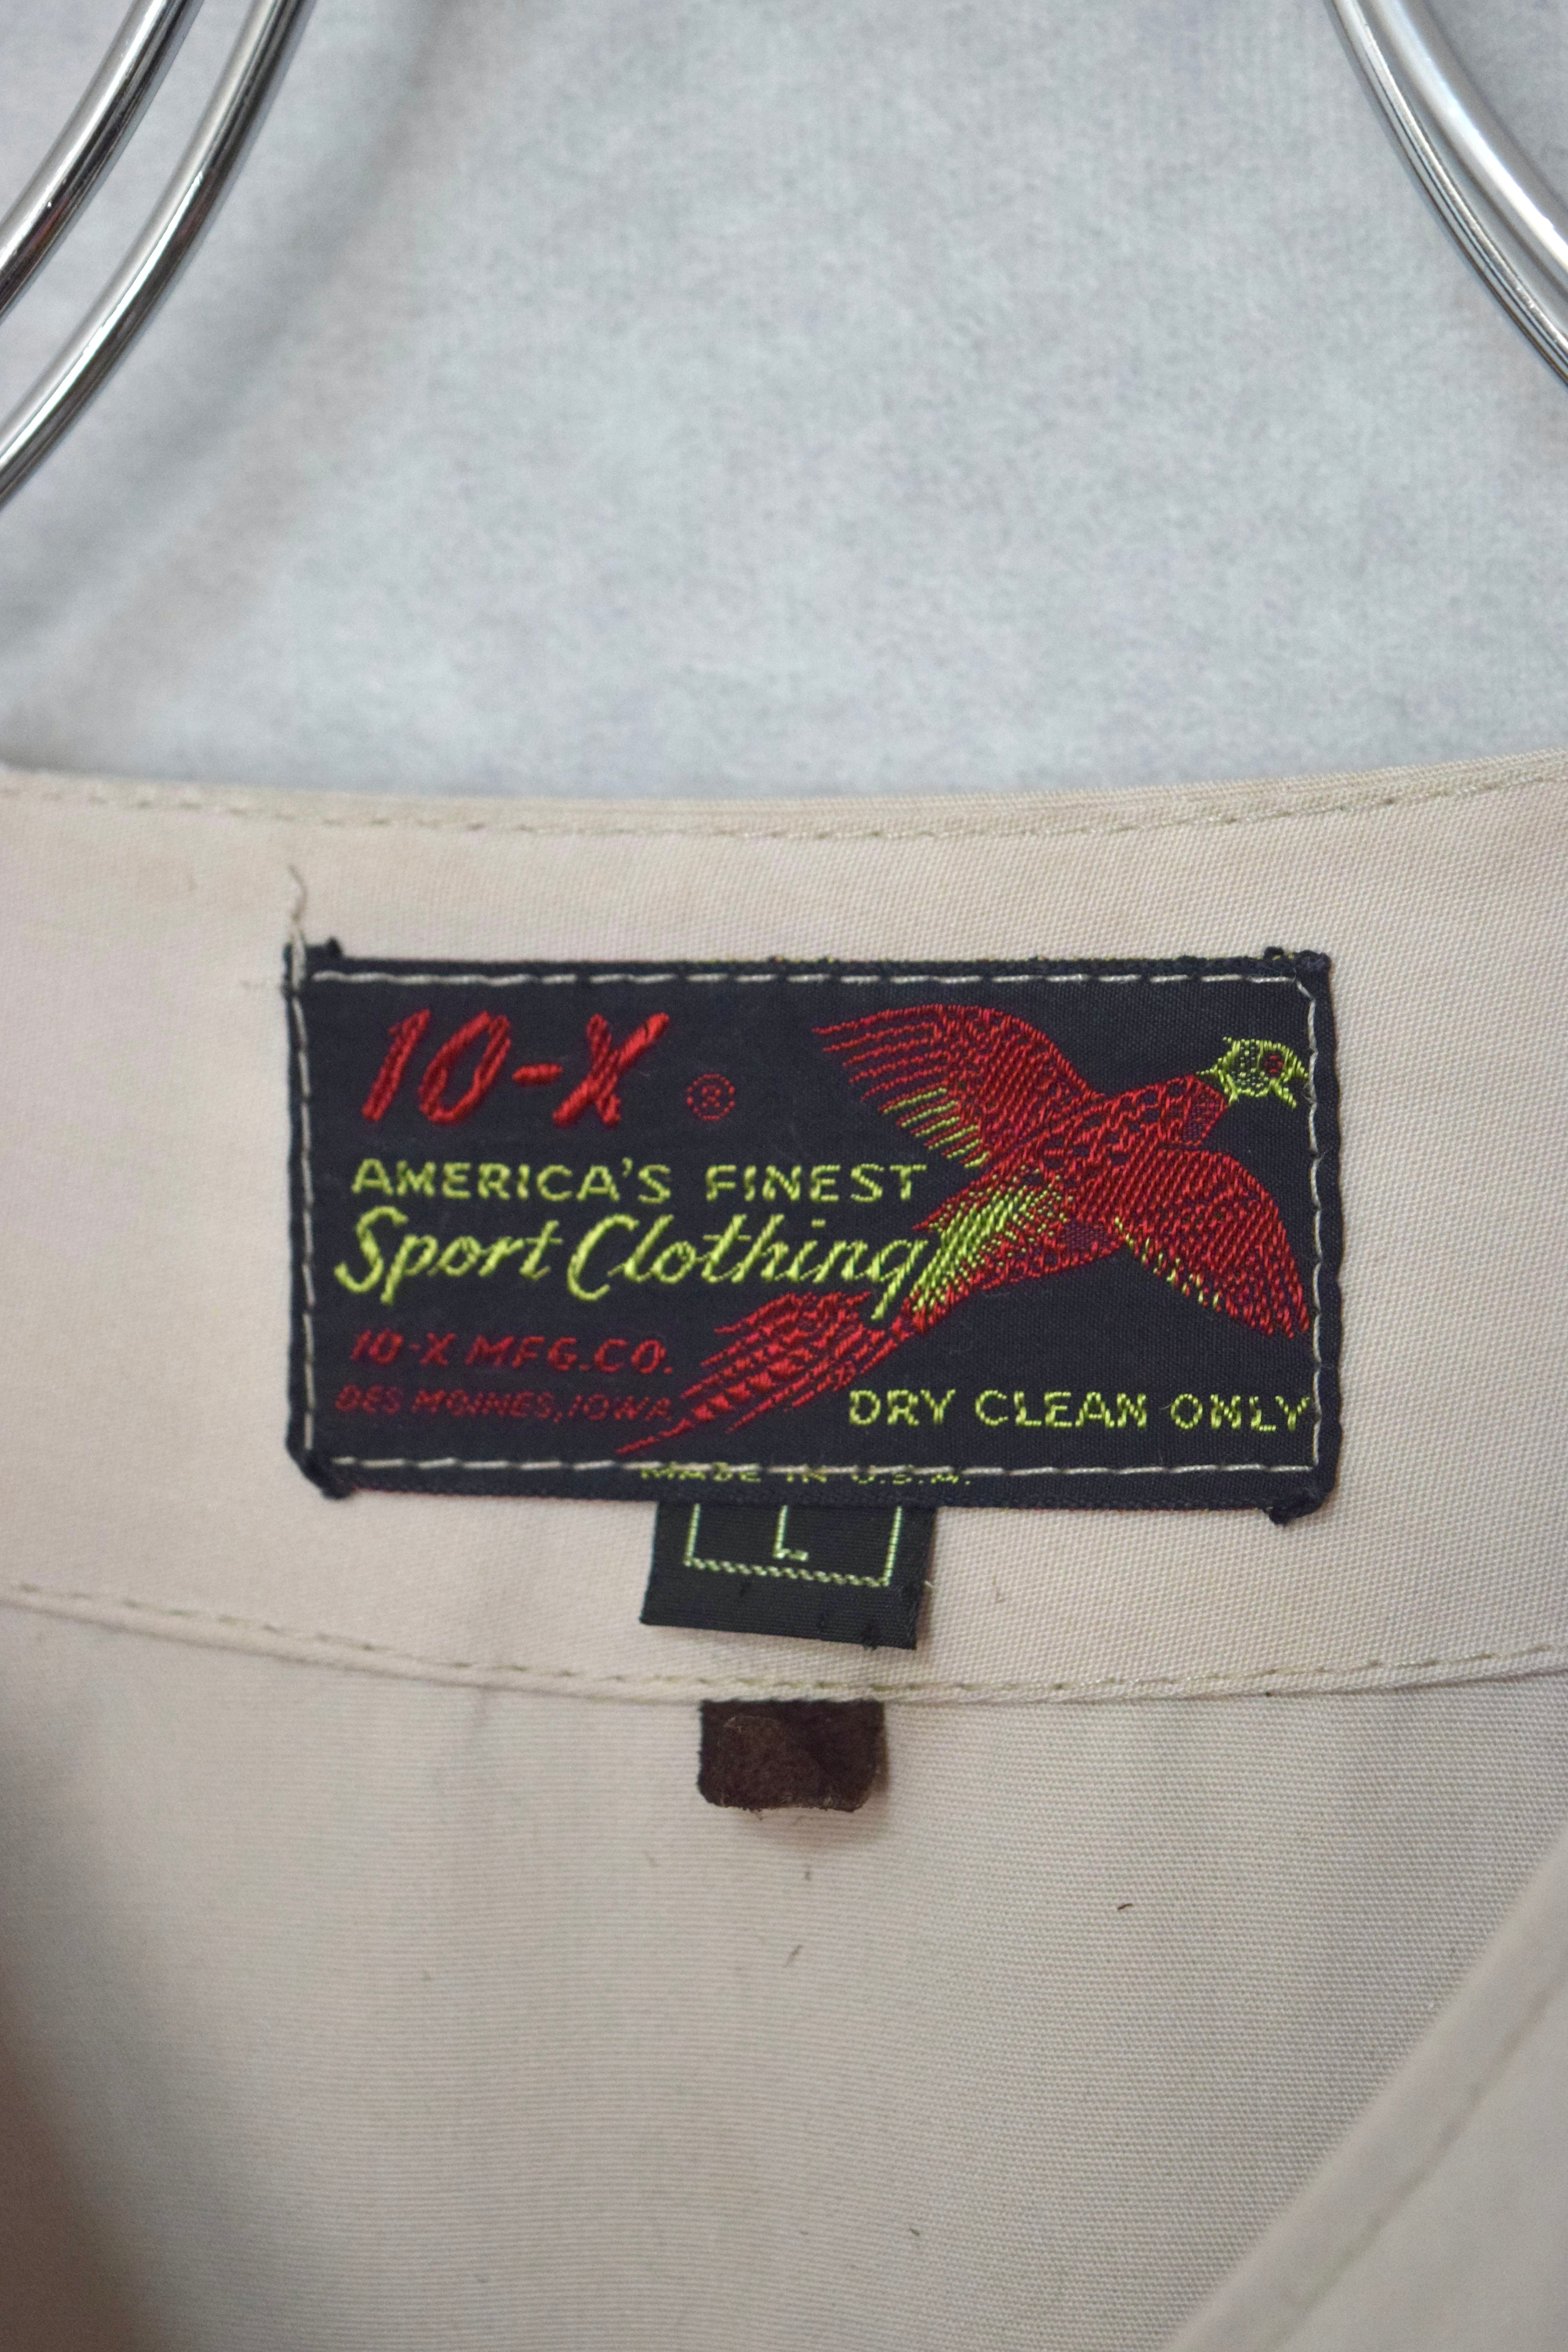 10-X ®
AMERICA'S FINEST
Sport Clothing
10-X MFG.CO.
DES MOINES, IOWA
DRY CLEAN ONLY
MADE IN U.S.A.
L